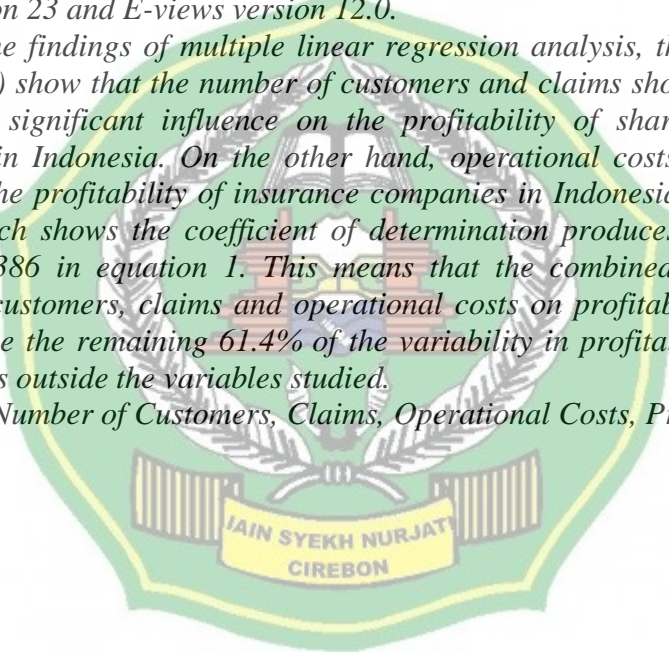 on 23 and E-views version 12.0.
he findings of multiple linear regression analysis, th
) show that the number of customers and claims sho
significant influence on the profitability of shar
in Indonesia. On the other hand, operational costs
he profitability of insurance companies in Indonesia
ch shows the coefficient of determination produce
386 in equation 1. This means that the combined
customers, claims and operational costs on profitab
e the remaining 61.4% of the variability in profita
s outside the variables studied.
Number of Customers, Claims, Operational Costs, Pr
IAIN SYEKH NURJATI
CIREBON